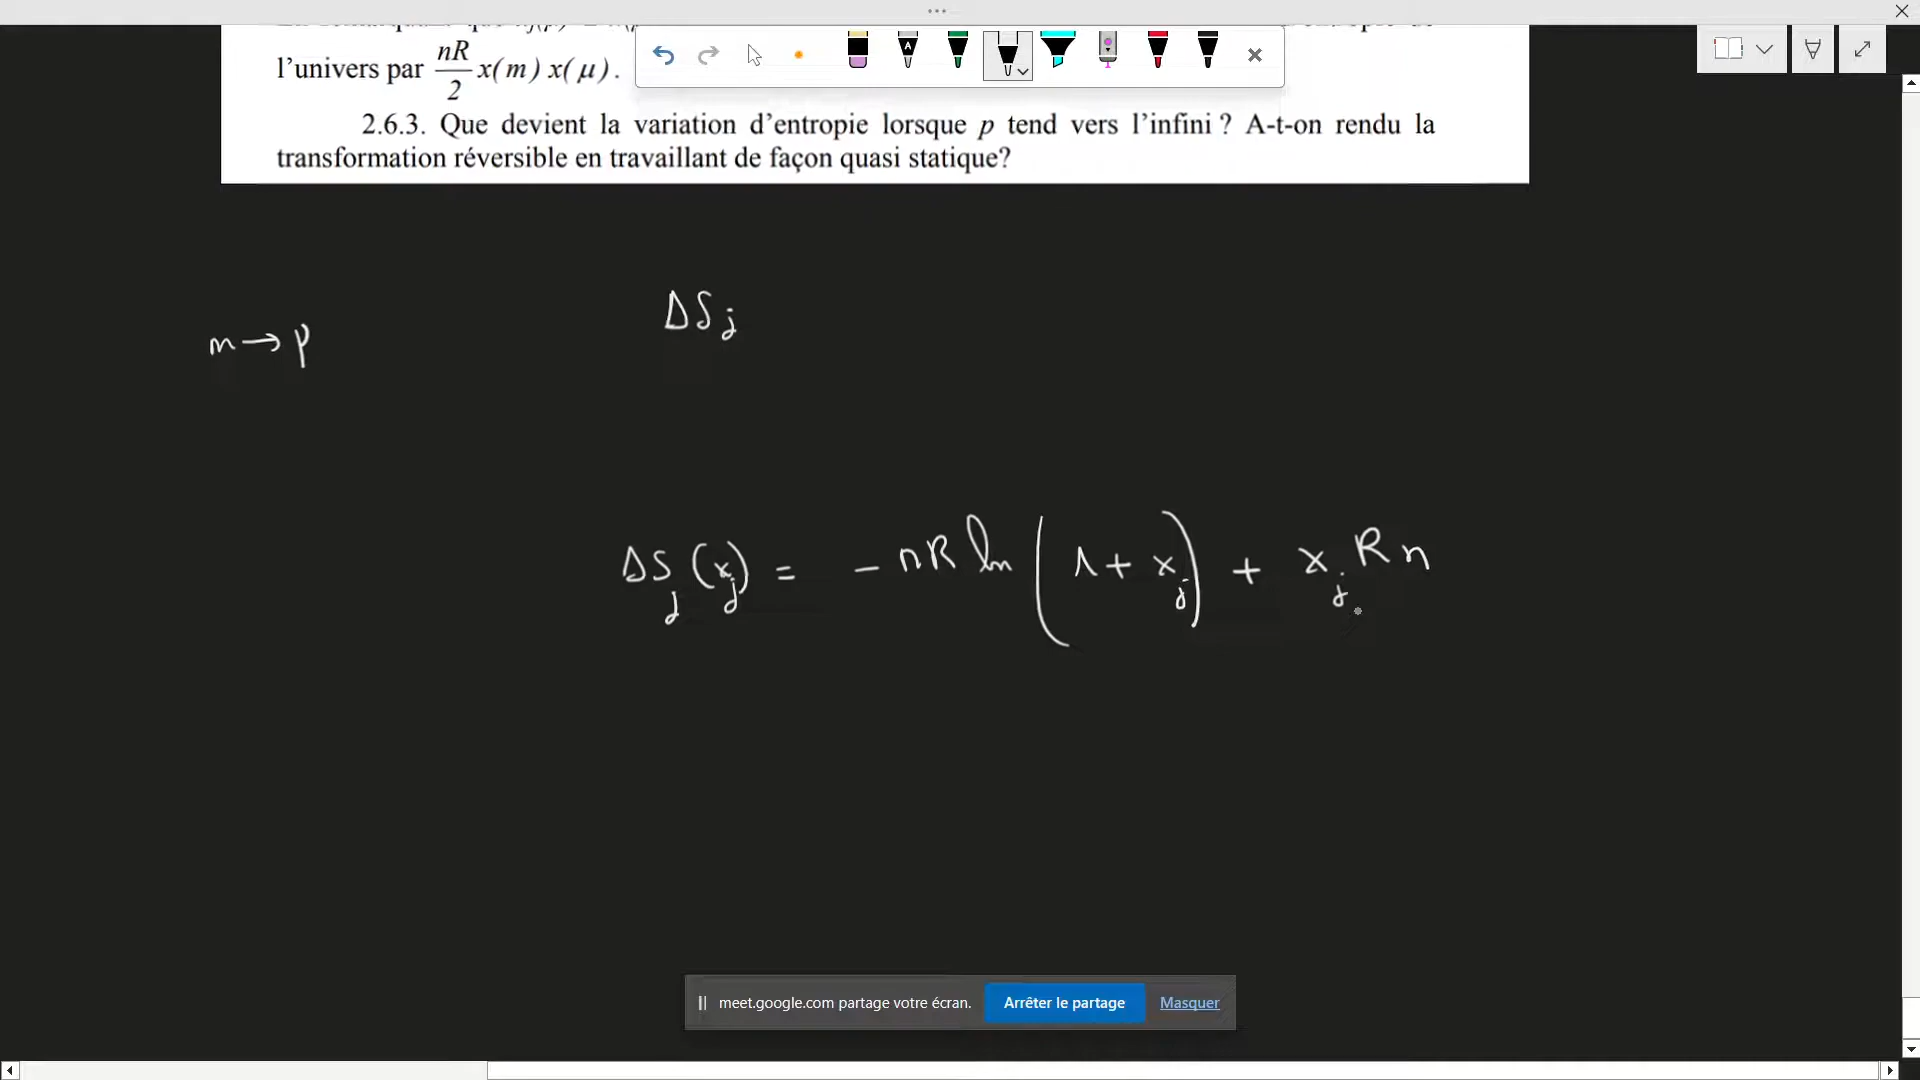 l'univers par nR/2 x(m) x(μ).
2.6.3. Que devient la variation d'entropie lorsque p tend vers l'infini ? A-t-on rendu la
transformation réversible en travaillant de façon quasi statique?
ΔS_j
m → p
ΔS_j (x_j) = - nR ln (1 + x_j) + x_j R n
meet.google.com partage votre écran. Arrêter le partage Masquer